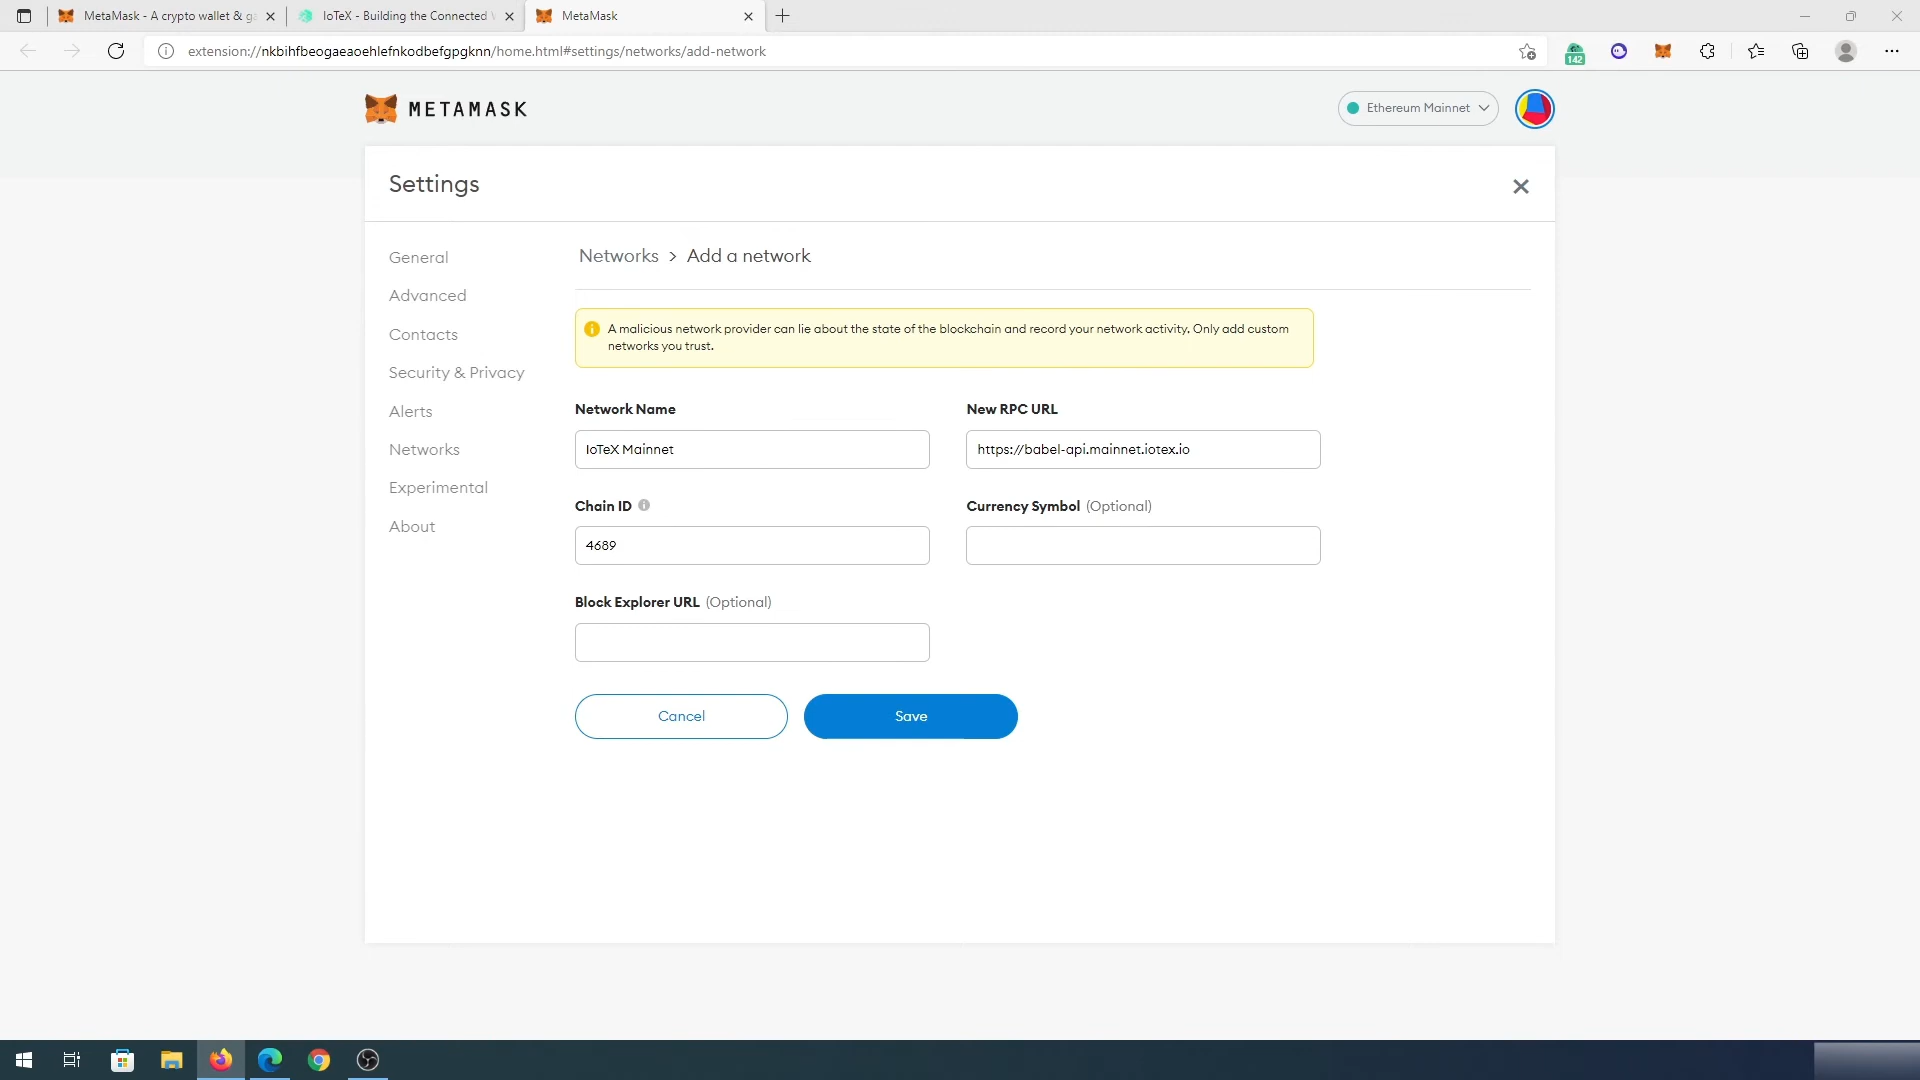 MetaMask - A crypto wallet & ga
IoTeX - Building the Connected W
MetaMask
extension://nkbihfbeogaeaoehlefnkodbefgpgknn/home.html#settings/networks/add-network
142
METAMASK
Ethereum Mainnet
Settings
General
Advanced
Contacts
Security & Privacy
Alerts
Networks
Experimental
About
Networks > Add a network
A malicious network provider can lie about the state of the blockchain and record your network activity. Only add custom
networks you trust.
Network Name
New RPC URL
IoTeX Mainnet
https://babel-api.mainnet.iotex.io
Chain ID
Currency Symbol (Optional)
4689
Block Explorer URL (Optional)
Cancel
Save